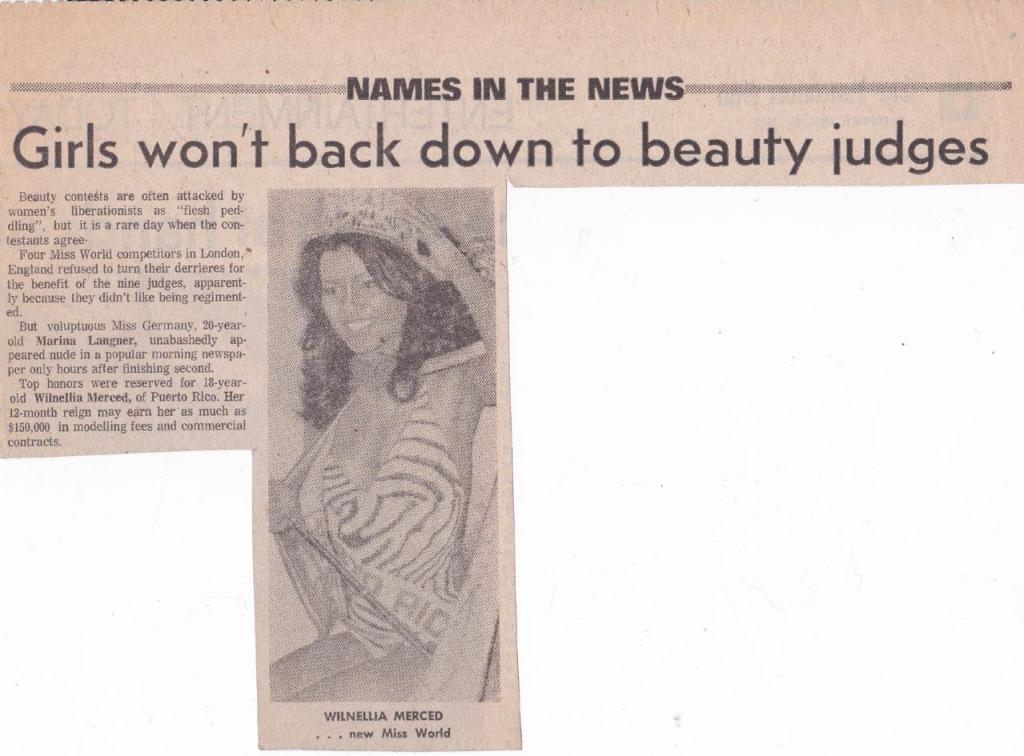 NAMES IN THE NEWS
Girls won't back down to beauty judges
Beauty contests are often attacked by
women's liberationists as "flesh ped-
dling", but it is a rare day when the con-
testants agree-
Four Miss World competitors in London,
England refused to turn their derrieres for
the benefit of the nine judges, apparent-
ly because they didn't like being regiment-
ed.
But voluptuous Miss Germany, 20-year-
old Marina Langner, unabashedly ap-
peared nude in a popular morning newspa-
per only hours after finishing second.
Top honors were reserved for 18-year-
old Wilnellia Merced, of Puerto Rico. Her
12-month reign may earn her as much as
$150,000 in modelling fees and commercial
contracts.
RIC
WILNELLIA MERCED
. . . new Miss World